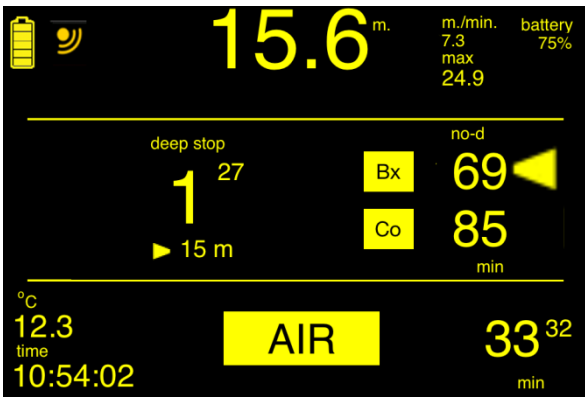 15.6 m.
m./min.
7.3
max
24.9
battery
75%
deep stop
1 27
15 m
no-d
Bx 69
Co 85
min
°C
12.3
time
10:54:02
AIR
33 32
min